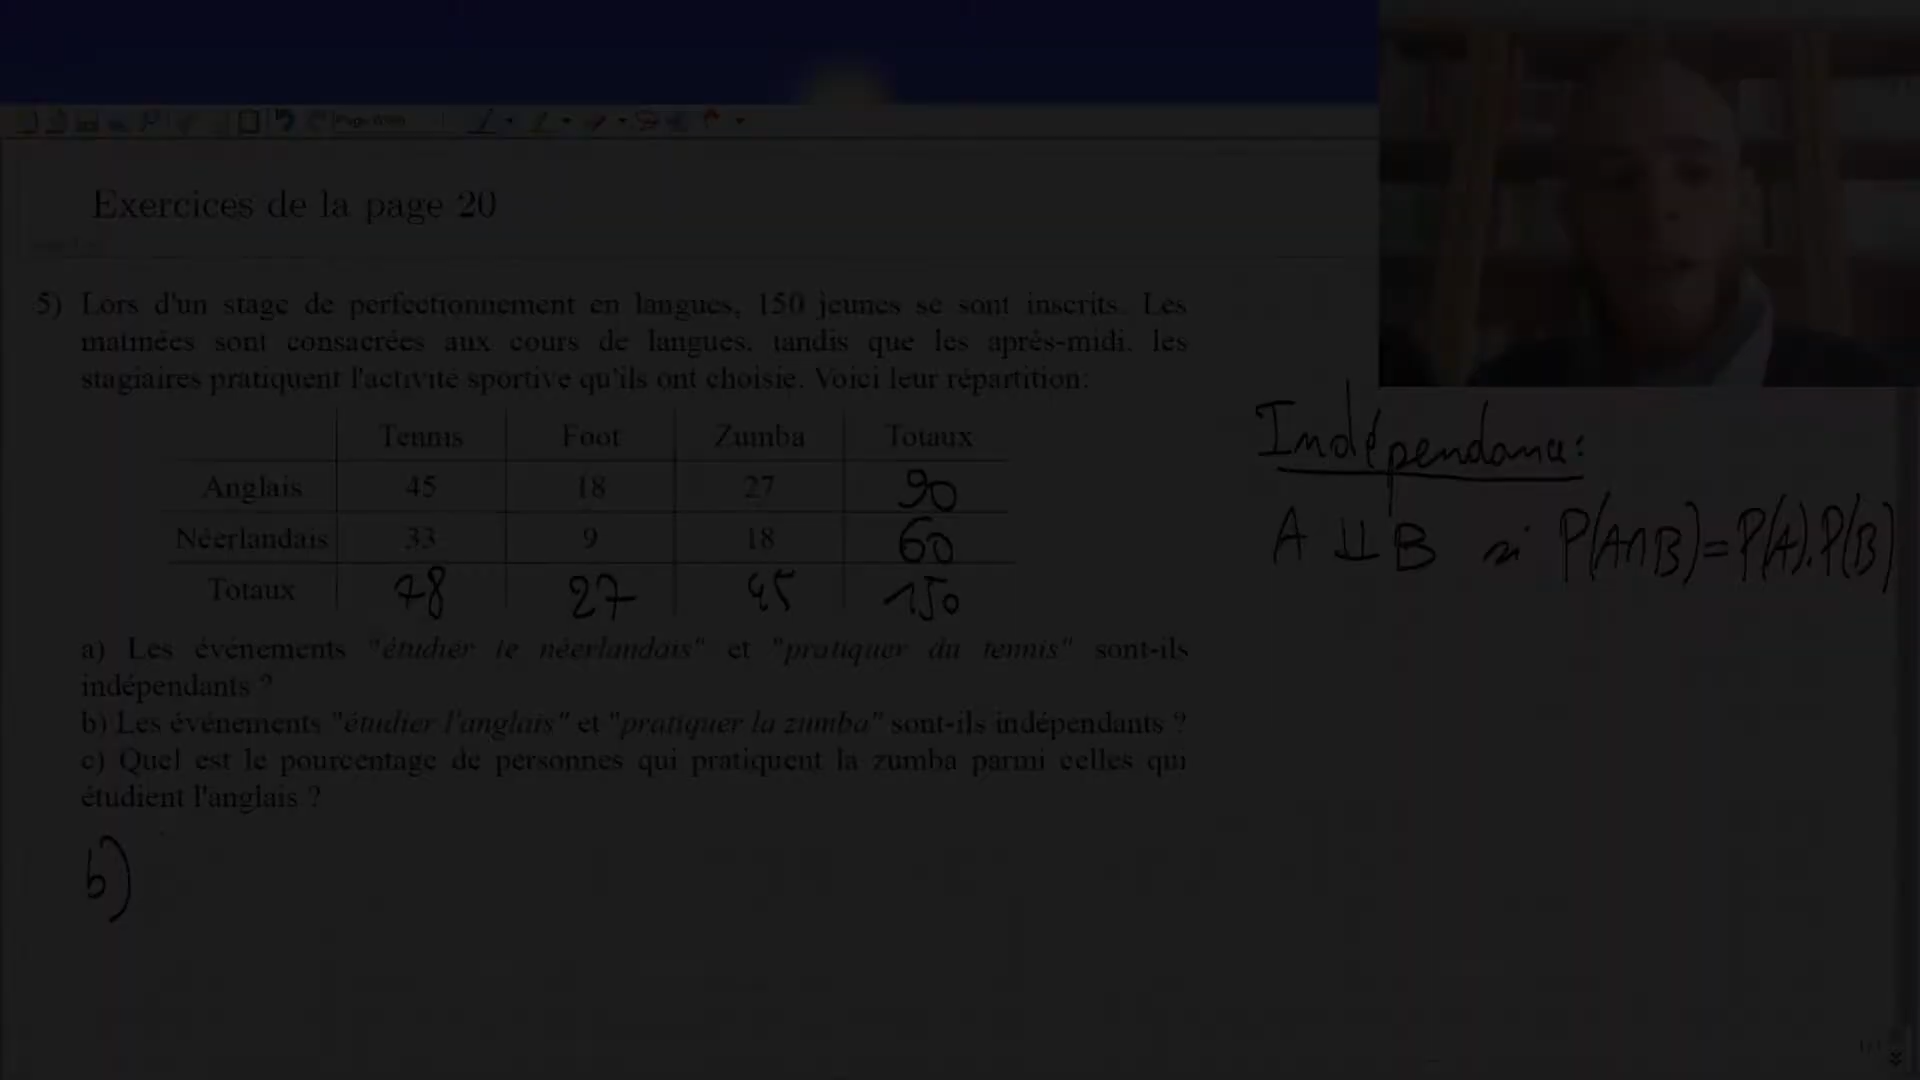 Exercices de la page 20
5) Lors d'un stage de perfectionnement en langues, 150 jeunes se sont inscrits. Les
matinées sont consacrées aux cours de langues, tandis que les après-midi, les
stagiaires pratiquent l'activité sportive qu'ils ont choisie. Voici leur répartition:
Tennis Foot Zumba Totaux
Anglais 45 18 27 90
Néerlandais 33 9 18 60
Totaux 78 27 45 150
a) Les événements "étudier le néerlandais" et "pratiquer du tennis" sont-ils
indépendants ?
b) Les événements "étudier l'anglais" et "pratiquer la zumba" sont-ils indépendants ?
c) Quel est le pourcentage de personnes qui pratiquent la zumba parmi celles qui
étudient l'anglais ?
b)
Indépendance:
A ⫫ B si P(A∩B)=P(A).P(B)